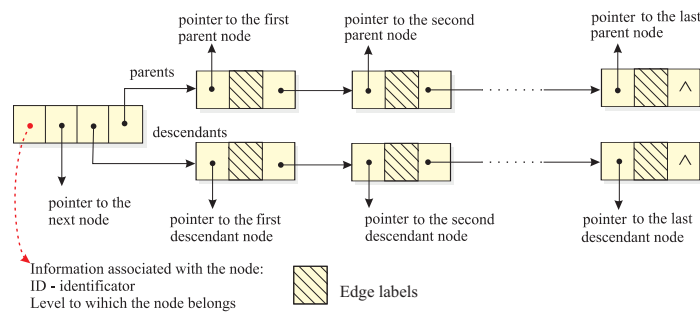 pointer to the first
parent node
pointer to the second
parent node
pointer to the last
parent node
parents
^
descendants
^
pointer to the
next node
pointer to the first
descendant node
pointer to the second
descendant node
pointer to the last
descendant node
Information associated with the node:
ID - identificator
Level to wihich the node belongs
Edge labels